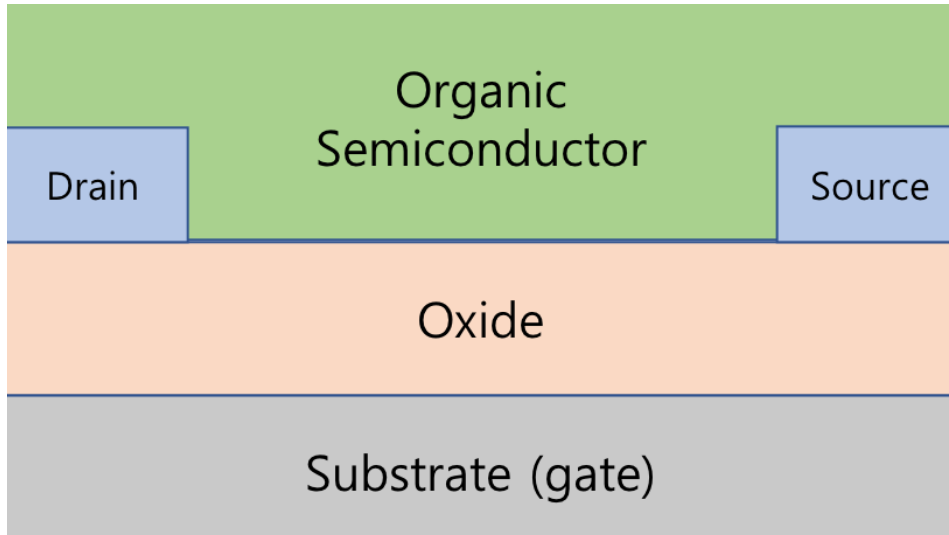 Organic
Semiconductor
Drain
Source
Oxide
Substrate (gate)